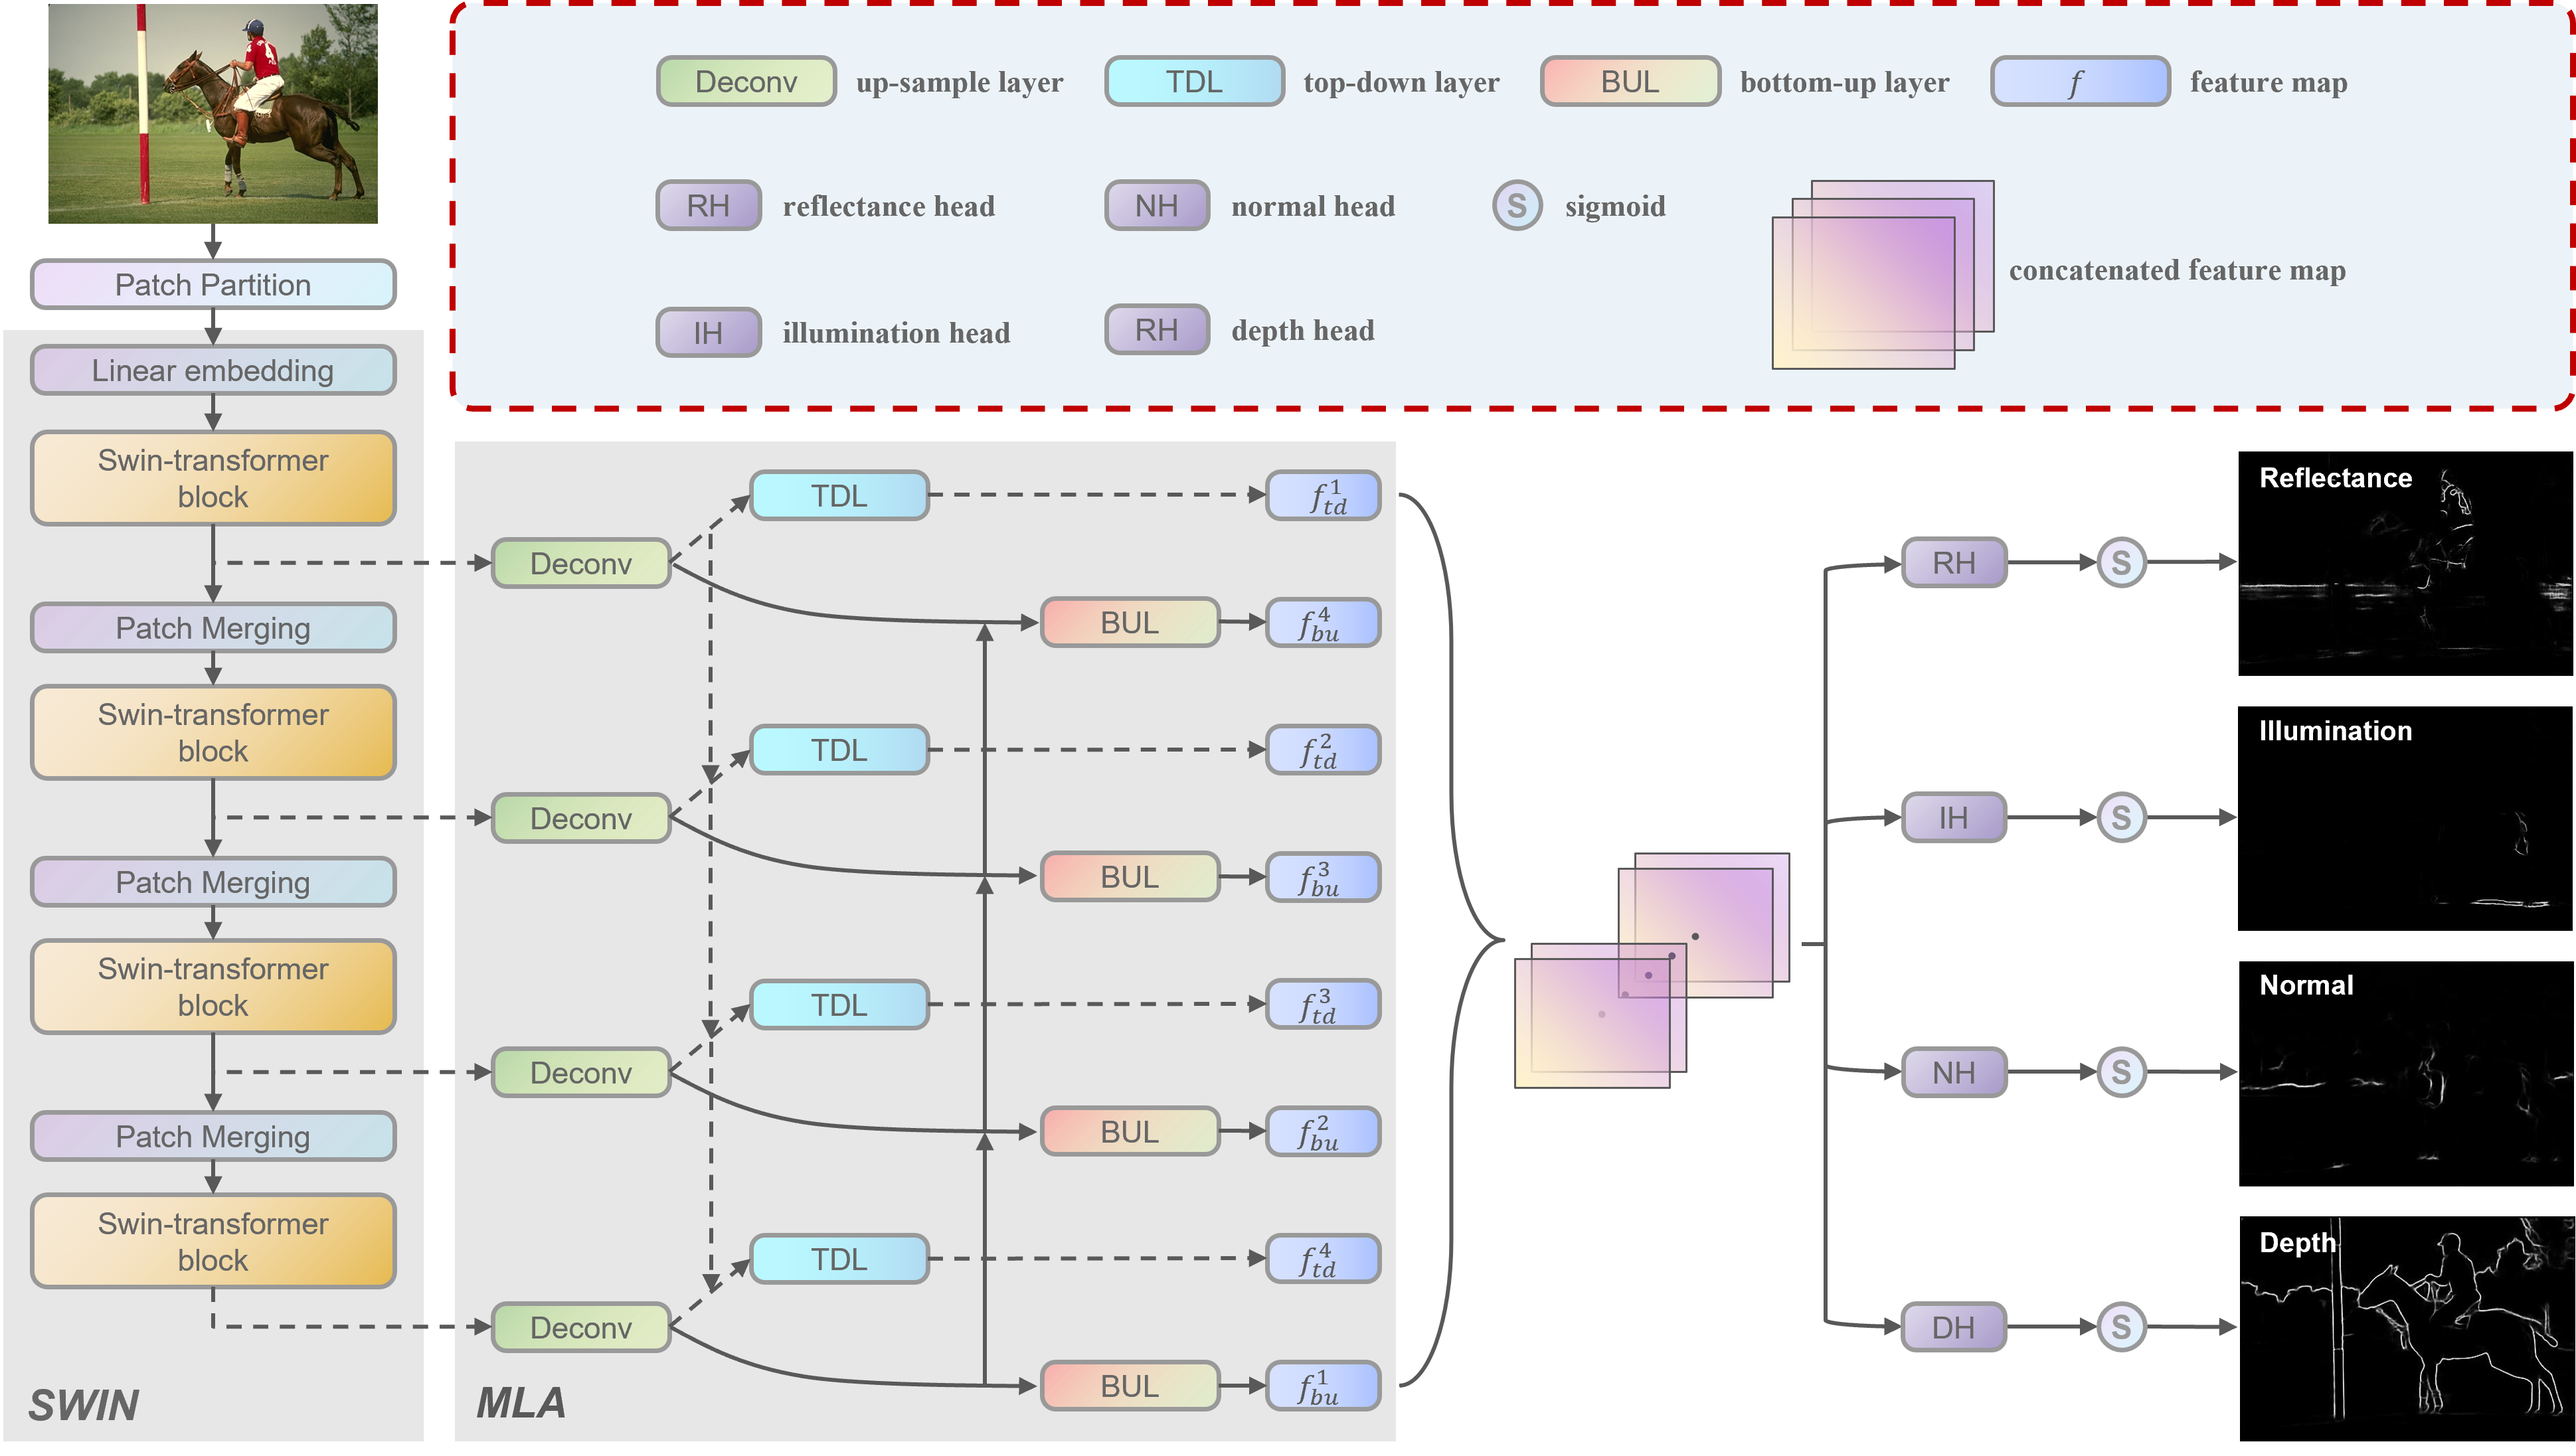 Deconv up-sample layer TDL top-down layer BUL bottom-up layer f feature map
RH reflectance head NH normal head S sigmoid
concatenated feature map
IH illumination head RH depth head
Patch Partition
Linear embedding
Swin-transformer
block
Patch Merging
Swin-transformer
block
Patch Merging
Swin-transformer
block
Patch Merging
Swin-transformer
block
SWIN
TDL f_{td}^{1}
Deconv
BUL f_{bu}^{4}
TDL f_{td}^{2}
Deconv
BUL f_{bu}^{3}
TDL f_{td}^{3}
Deconv
BUL f_{bu}^{2}
TDL f_{td}^{4}
Deconv
BUL f_{bu}^{1}
MLA
RH S
Reflectance
IH S
Illumination
NH S
Normal
DH S
Depth